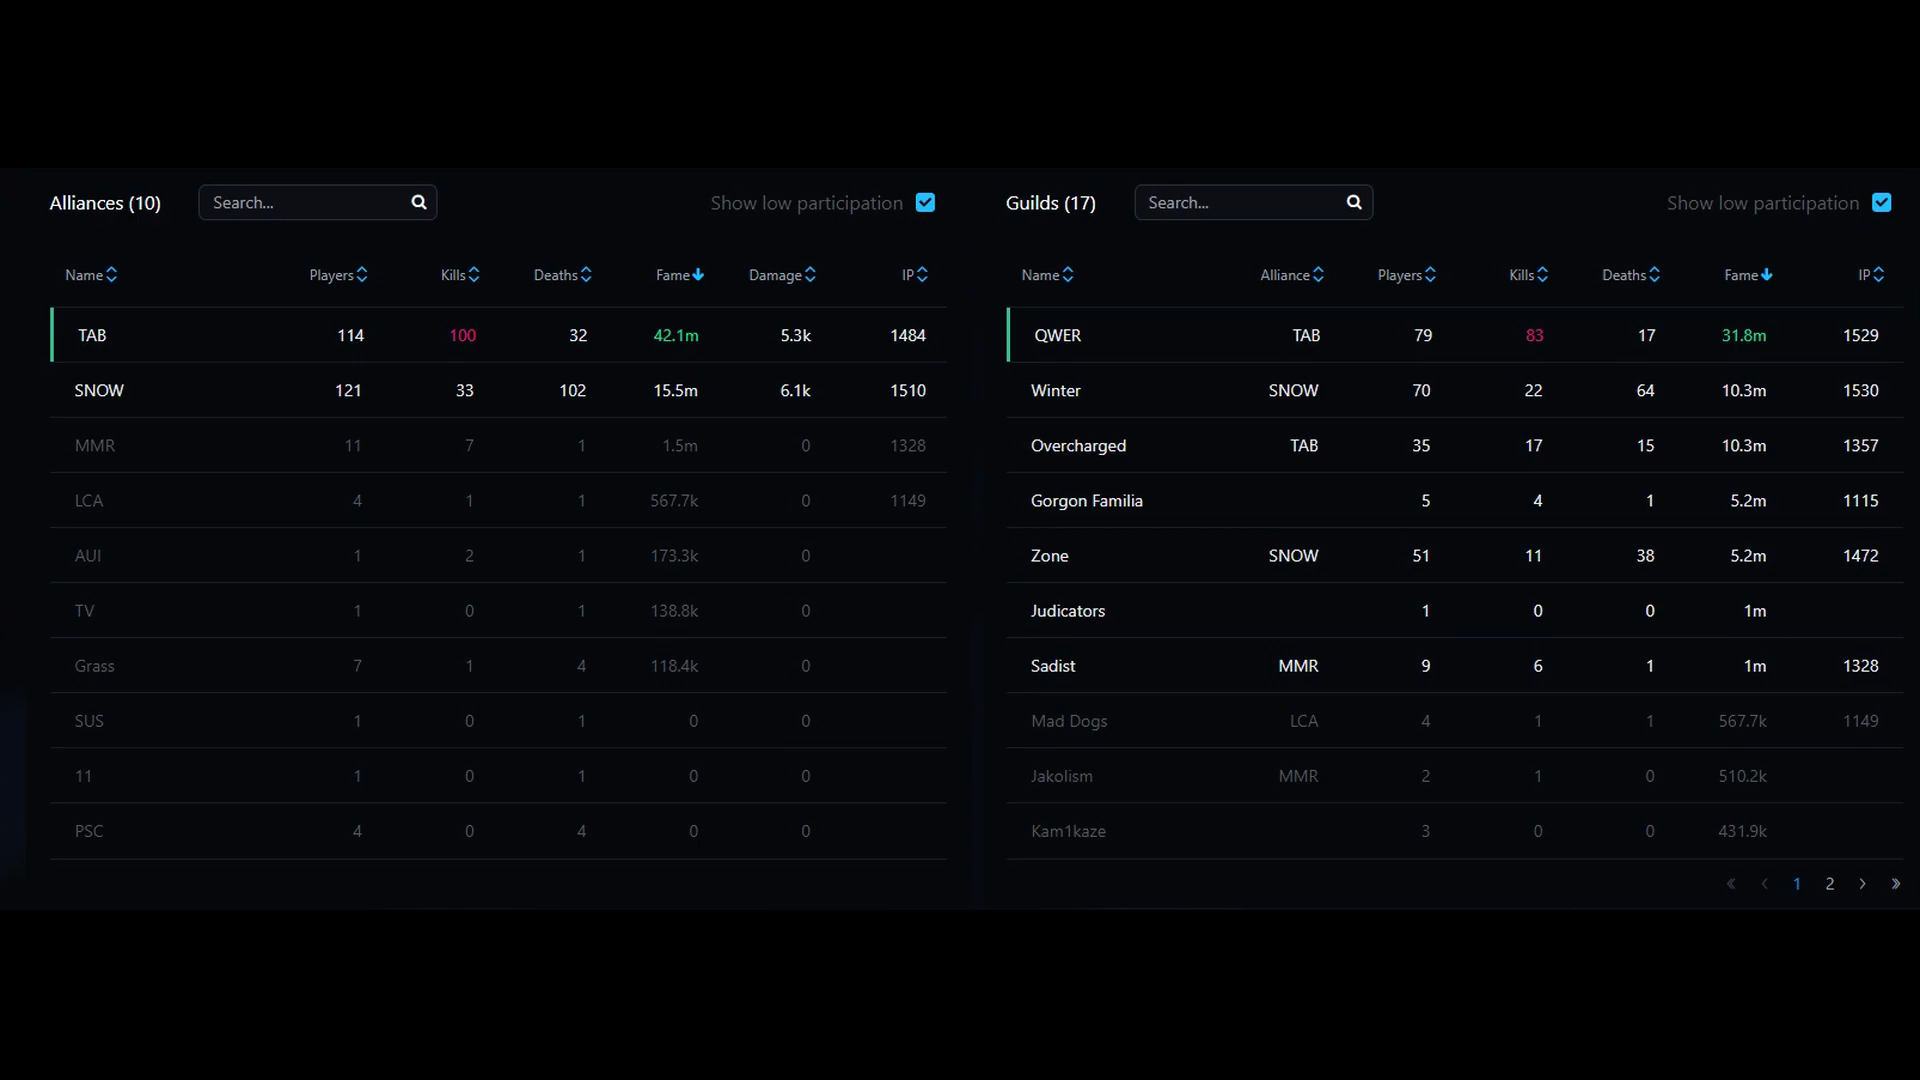 Alliances (10) Search... Show low participation
Name Players Kills Deaths Fame Damage IP
TAB 114 100 32 42.1m 5.3k 1484
SNOW 121 33 102 15.5m 6.1k 1510
MMR 11 7 1 1.5m 0 1328
LCA 4 1 1 567.7k 0 1149
AUI 1 2 1 173.3k 0
TV 1 0 1 138.8k 0
Grass 7 1 4 118.4k 0
SUS 1 0 1 0 0
11 1 0 1 0 0
PSC 4 0 4 0 0
Guilds (17) Search... Show low participation
Name Alliance Players Kills Deaths Fame IP
QWER TAB 79 83 17 31.8m 1529
Winter SNOW 70 22 64 10.3m 1530
Overcharged TAB 35 17 15 10.3m 1357
Gorgon Familia 5 4 1 5.2m 1115
Zone SNOW 51 11 38 5.2m 1472
Judicators 1 0 0 1m
Sadist MMR 9 6 1 1m 1328
Mad Dogs LCA 4 1 1 567.7k 1149
Jakolism MMR 2 1 0 510.2k
Kam1kaze 3 0 0 431.9k
« ‹ 1 2 › »